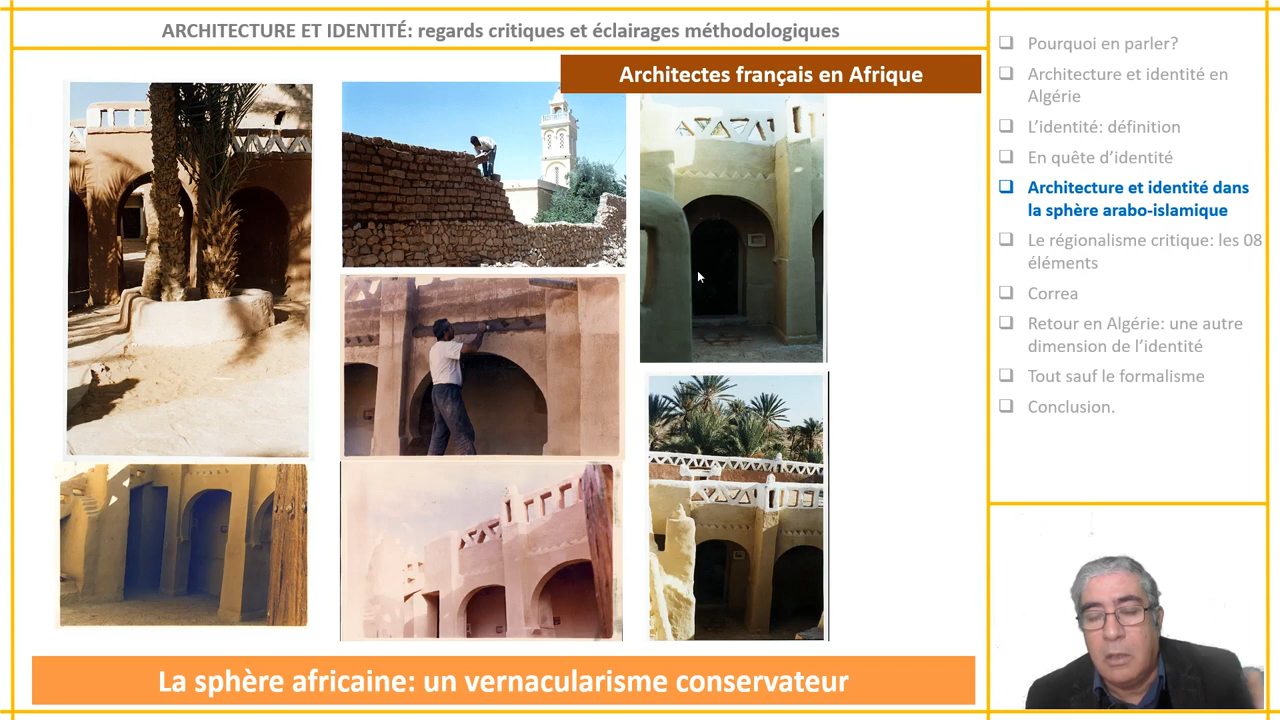 ARCHITECTURE ET IDENTITÉ: regards critiques et éclairages méthodologiques
Architectes français en Afrique
La sphère africaine: un vernacularisme conservateur
Pourquoi en parler?
Architecture et identité en
Algérie
L'identité: définition
En quête d'identité
Architecture et identité dans
la sphère arabo-islamique
Le régionalisme critique: les 08
éléments
Correa
Retour en Algérie: une autre
dimension de l'identité
Tout sauf le formalisme
Conclusion.